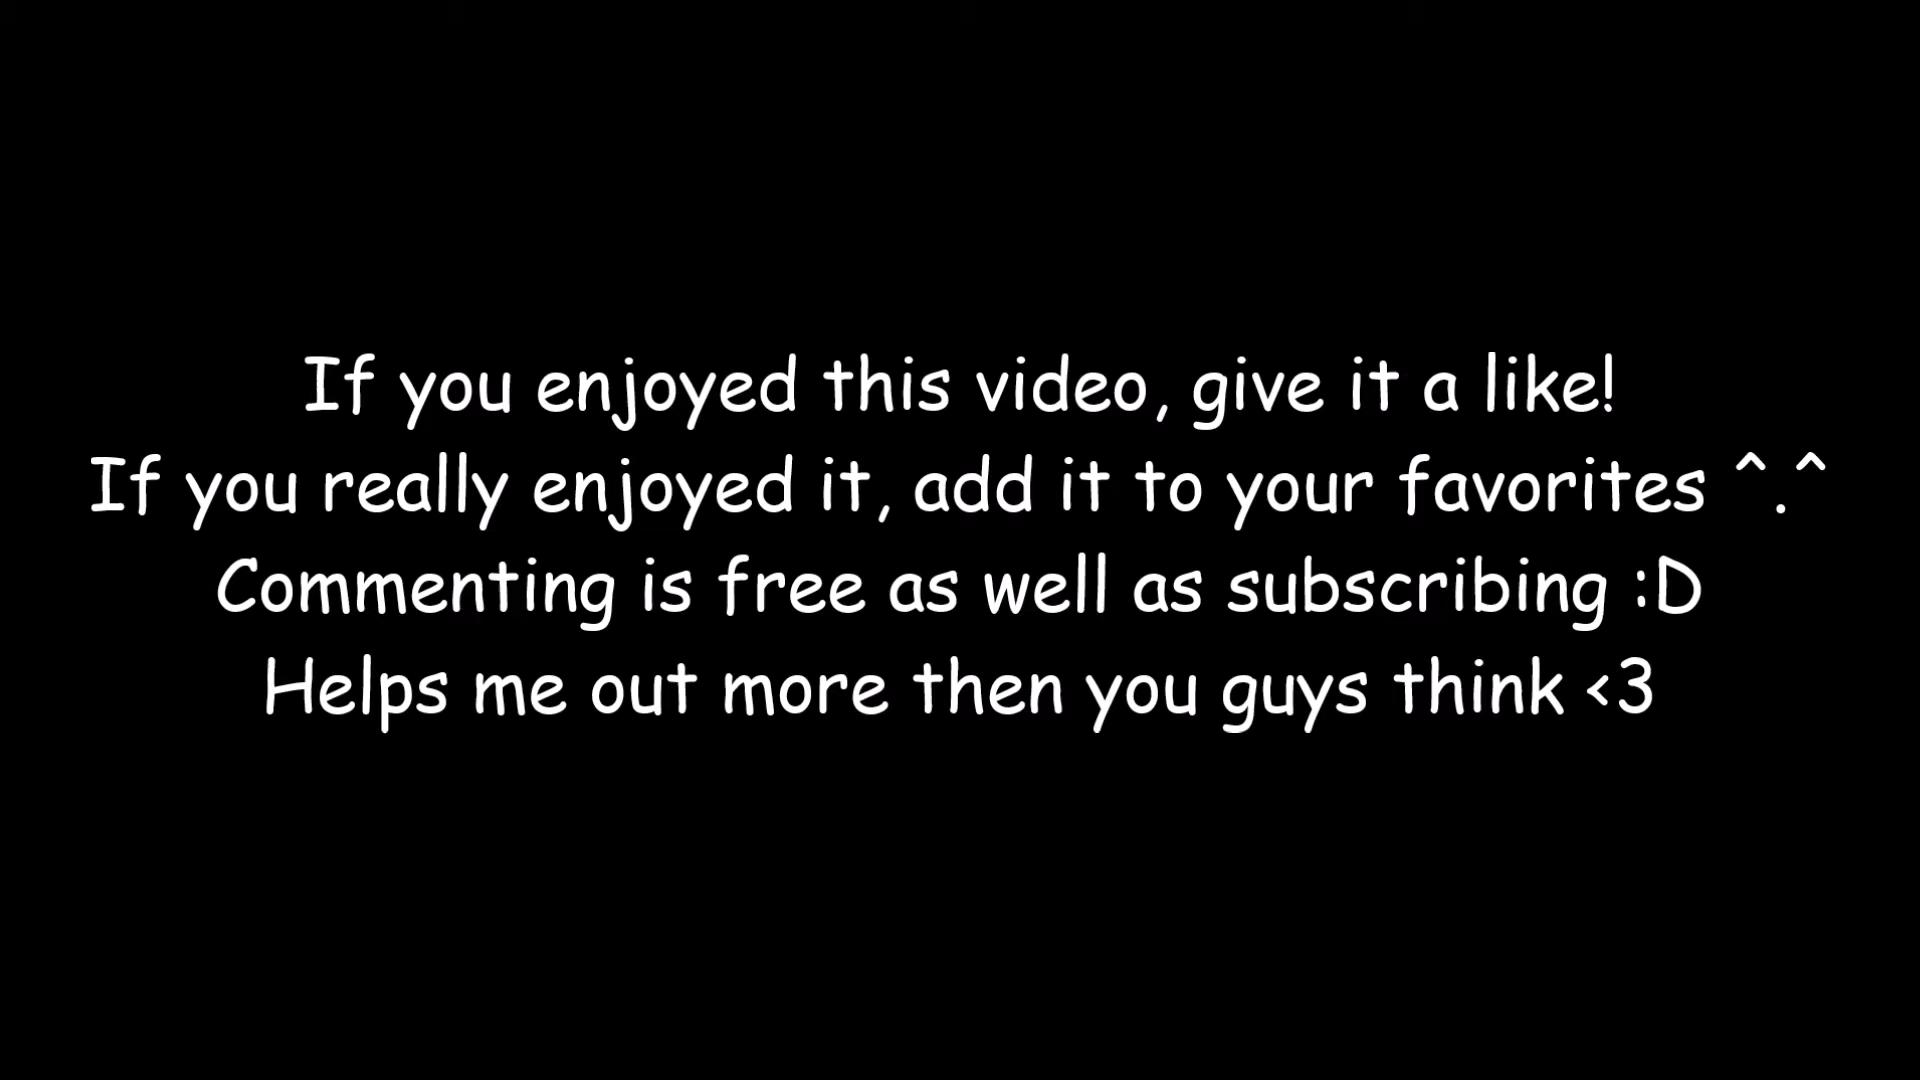 If you enjoyed this video, give it a like!
If you really enjoyed it, add it to your favorites ^.^
Commenting is free as well as subscribing :D
Helps me out more then you guys think <3